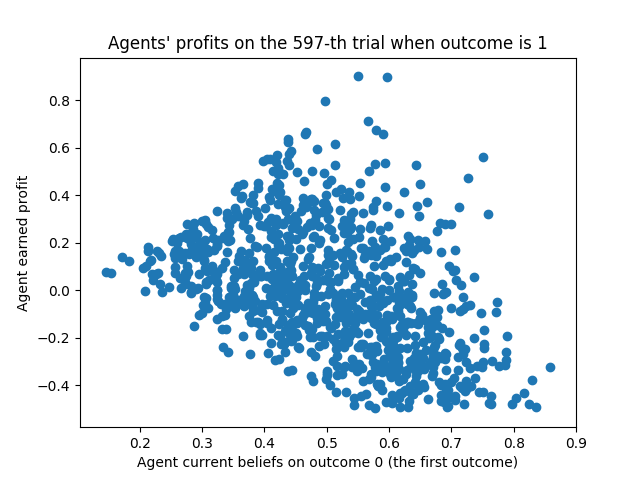 Agents' profits on the 597-th trial when outcome is 1
Agent earned profit
0.8
0.6
0.4
0.2
0.0
−0.2
−0.4
0.2 0.3 0.4 0.5 0.6 0.7 0.8 0.9
Agent current beliefs on outcome 0 (the first outcome)